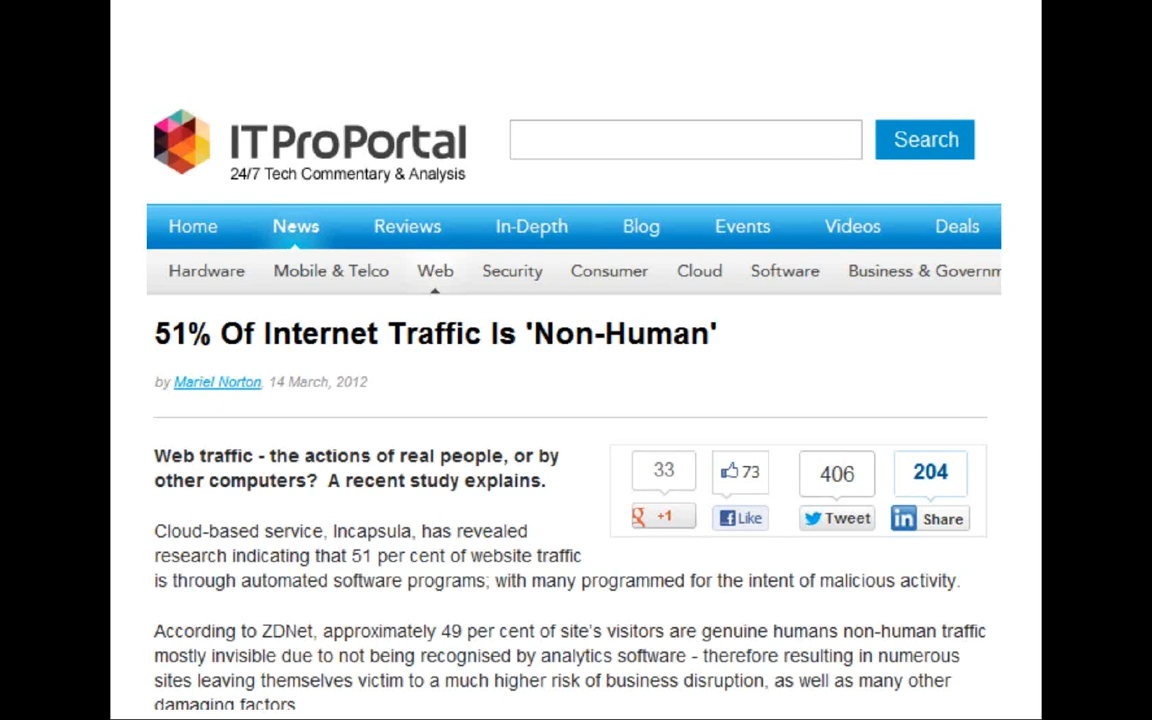 ITProPortal
24/7 Tech Commentary & Analysis
Search
Home News Reviews In-Depth Blog Events Videos Deals
Hardware Mobile & Telco Web Security Consumer Cloud Software Business & Governm
51% Of Internet Traffic Is 'Non-Human'
by Mariel Norton, 14 March, 2012
Web traffic - the actions of real people, or by
other computers? A recent study explains.
33 73 406 204
+1 Like Tweet Share
Cloud-based service, Incapsula, has revealed
research indicating that 51 per cent of website traffic
is through automated software programs; with many programmed for the intent of malicious activity.
According to ZDNet, approximately 49 per cent of site's visitors are genuine humans non-human traffic
mostly invisible due to not being recognised by analytics software - therefore resulting in numerous
sites leaving themselves victim to a much higher risk of business disruption, as well as many other
damaging factors